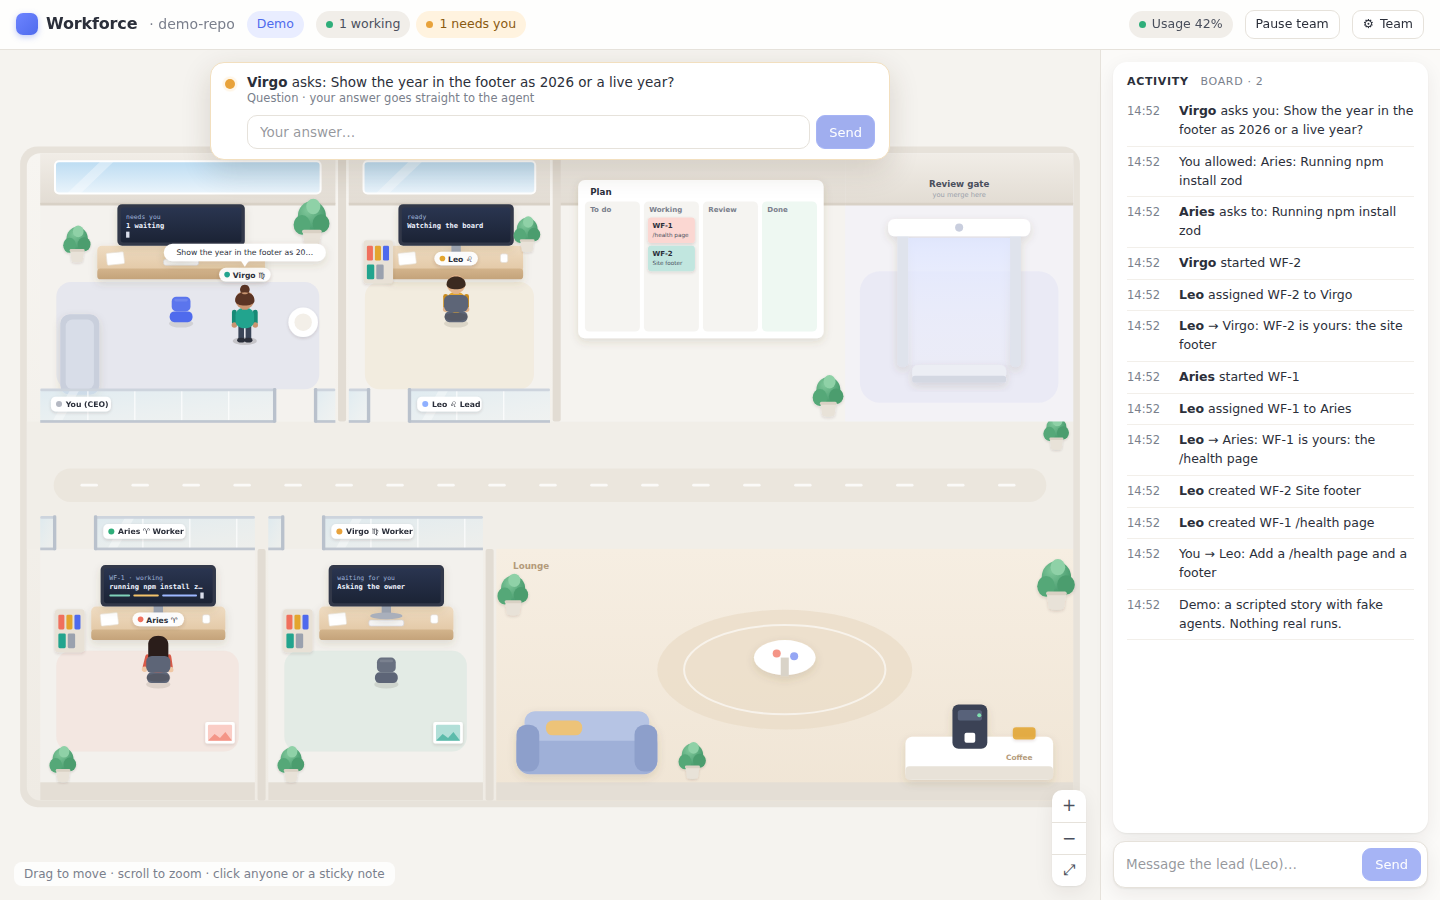 Workforce · demo-repo Demo 1 working 1 needs you Usage 42% Pause team ⚙ Team
Virgo asks: Show the year in the footer as 2026 or a live year?
Question · your answer goes straight to the agent
Your answer... Send
needs you
1 waiting
Show the year in the footer as 20...
Virgo ♍
You (CEO)
ready
Watching the board
Leo ♌
Leo ♌ Lead
Plan
To do Working Review Done
WF-1
/health page
WF-2
Site footer
Review gate
you merge here
Aries ♈ Worker
WF-1 · working
running npm install z…
Aries ♈
Virgo ♍ Worker
waiting for you
Asking the owner
Lounge
Coffee
Drag to move · scroll to zoom · click anyone or a sticky note
+
−
⤢
ACTIVITY BOARD · 2
14:52 Virgo asks you: Show the year in the
footer as 2026 or a live year?
14:52 You allowed: Aries: Running npm
install zod
14:52 Aries asks to: Running npm install
zod
14:52 Virgo started WF-2
14:52 Leo assigned WF-2 to Virgo
14:52 Leo → Virgo: WF-2 is yours: the site
footer
14:52 Aries started WF-1
14:52 Leo assigned WF-1 to Aries
14:52 Leo → Aries: WF-1 is yours: the
/health page
14:52 Leo created WF-2 Site footer
14:52 Leo created WF-1 /health page
14:52 You → Leo: Add a /health page and a
footer
14:52 Demo: a scripted story with fake
agents. Nothing real runs.
Message the lead (Leo)... Send